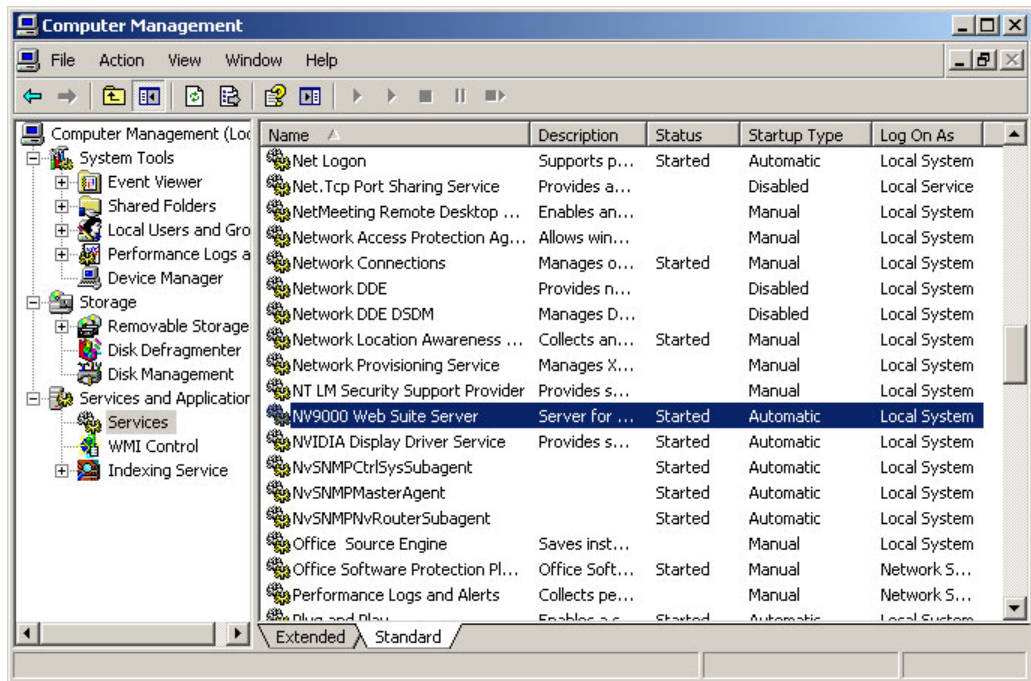 Computer Management
File Action View Window Help
Computer Management (Loc
System Tools
Event Viewer
Shared Folders
Local Users and Gro
Performance Logs a
Device Manager
Storage
Removable Storage
Disk Defragmenter
Disk Management
Services and Application
Services
WMI Control
Indexing Service
Name Description Status Startup Type Log On As
Net Logon Supports p... Started Automatic Local System
Net.Tcp Port Sharing Service Provides a... Disabled Local Service
NetMeeting Remote Desktop ... Enables an... Manual Local System
Network Access Protection Ag... Allows win... Manual Local System
Network Connections Manages o... Started Manual Local System
Network DDE Provides n... Disabled Local System
Network DDE DSDM Manages D... Disabled Local System
Network Location Awareness ... Collects an... Started Manual Local System
Network Provisioning Service Manages X... Manual Local System
NT LM Security Support Provider Provides s... Manual Local System
NV9000 Web Suite Server Server for ... Started Automatic Local System
NVIDIA Display Driver Service Provides s... Started Automatic Local System
NvSNMPCtrlSysSubagent Started Automatic Local System
NvSNMPMasterAgent Started Automatic Local System
NvSNMPNvRouterSubagent Started Automatic Local System
Office Source Engine Saves inst... Manual Local System
Office Software Protection Pl... Office Soft... Started Manual Network S...
Performance Logs and Alerts Collects pe... Manual Network S...
Plug and Play Enables a c... Started Automatic Local System
Extended Standard